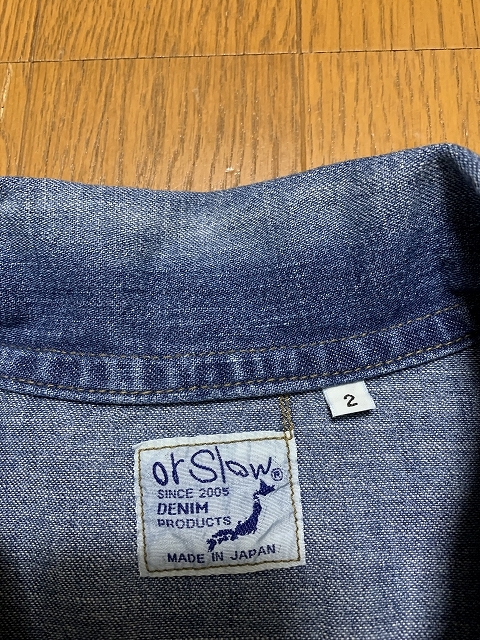 2
orSlow®
SINCE 2005
DENIM
PRODUCTS
MADE IN JAPAN